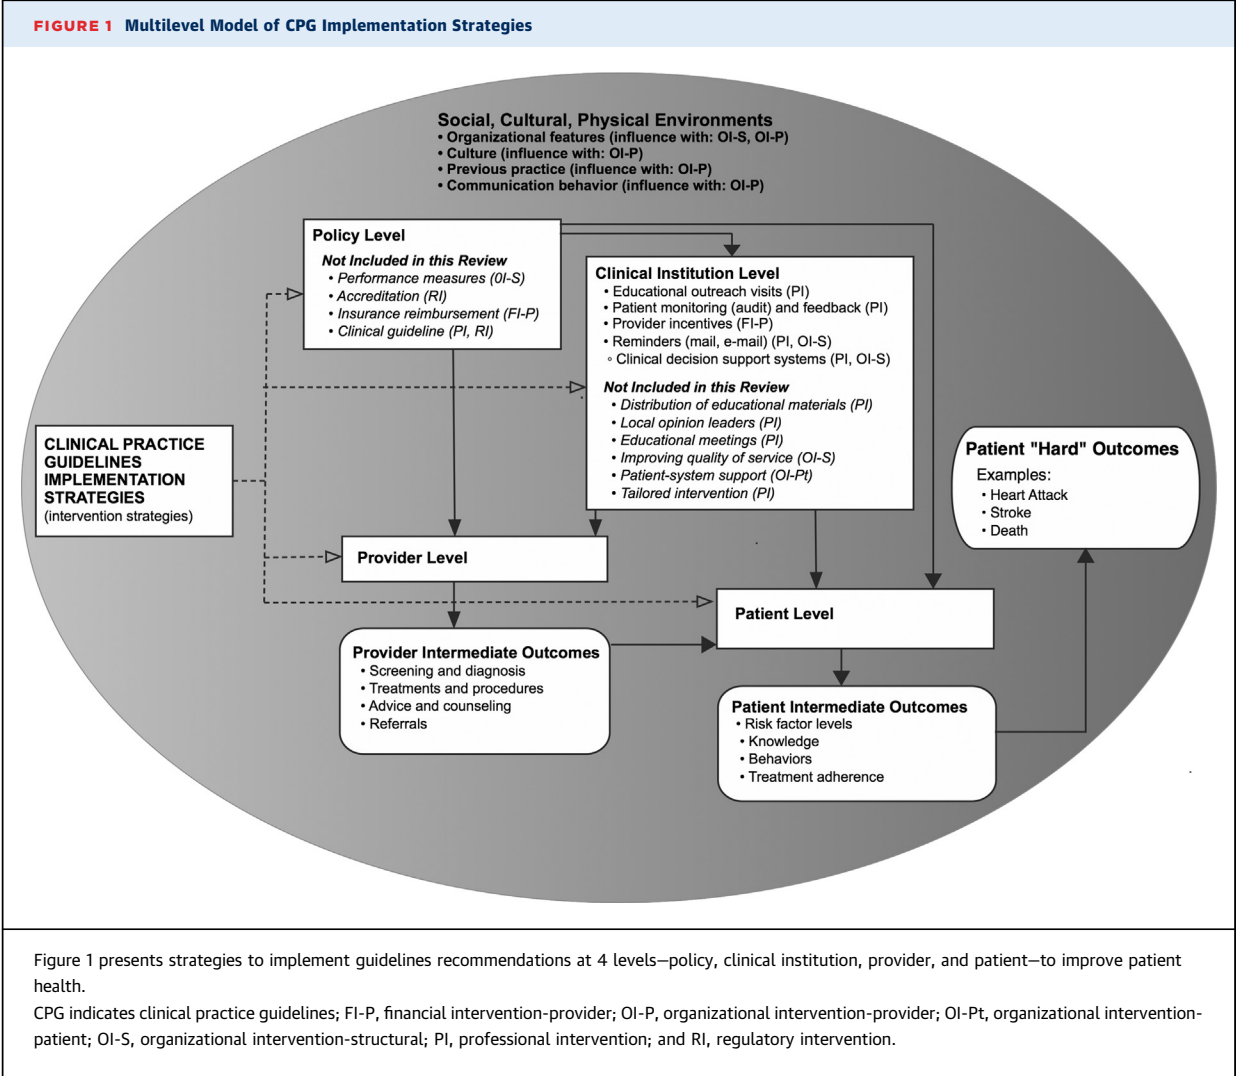 FIGURE 1 Multilevel Model of CPG Implementation Strategies
Social, Cultural, Physical Environments
• Organizational features (influence with: OI-S, OI-P)
• Culture (influence with: OI-P)
• Previous practice (influence with: OI-P)
• Communication behavior (influence with: OI-P)
Policy Level
Not Included in this Review
• Performance measures (0I-S)
• Accreditation (RI)
• Insurance reimbursement (FI-P)
• Clinical guideline (PI, RI)
Clinical Institution Level
• Educational outreach visits (PI)
• Patient monitoring (audit) and feedback (PI)
• Provider incentives (FI-P)
• Reminders (mail, e-mail) (PI, OI-S)
◦ Clinical decision support systems (PI, OI-S)
Not Included in this Review
• Distribution of educational materials (PI)
• Local opinion leaders (PI)
• Educational meetings (PI)
• Improving quality of service (OI-S)
• Patient-system support (OI-Pt)
• Tailored intervention (PI)
CLINICAL PRACTICE
GUIDELINES
IMPLEMENTATION
STRATEGIES
(intervention strategies)
Patient "Hard" Outcomes
Examples:
• Heart Attack
• Stroke
• Death
Provider Level
Patient Level
Provider Intermediate Outcomes
• Screening and diagnosis
• Treatments and procedures
• Advice and counseling
• Referrals
Patient Intermediate Outcomes
• Risk factor levels
• Knowledge
• Behaviors
• Treatment adherence
Figure 1 presents strategies to implement guidelines recommendations at 4 levels—policy, clinical institution, provider, and patient—to improve patient
health.
CPG indicates clinical practice guidelines; FI-P, financial intervention-provider; OI-P, organizational intervention-provider; OI-Pt, organizational intervention-
patient; OI-S, organizational intervention-structural; PI, professional intervention; and RI, regulatory intervention.